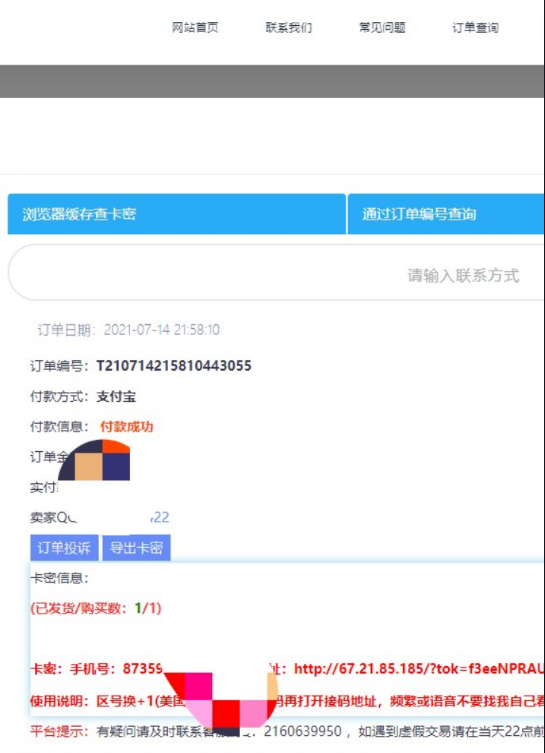 网站首页 联系我们 常见问题 订单查询
浏览器缓存查卡密 通过订单编号查询
请输入联系方式
订单日期：2021-07-14 21:58:10
订单编号：T210714215810443055
付款方式：支付宝
付款信息： 付款成功
订单金
实付
卖家Q 22
订单投诉 导出卡密
卡密信息：
(已发货/购买数：1/1)
卡密：手机号：87359 址：http://67.21.85.185/?tok=f3eeNPRAU
使用说明：区号换+1(美国 码再打开接码地址，频繁或语音不要找我自己看
平台提示：有疑问请及时联系客服 ：2160639950 ，如遇到虚假交易请在当天22点前